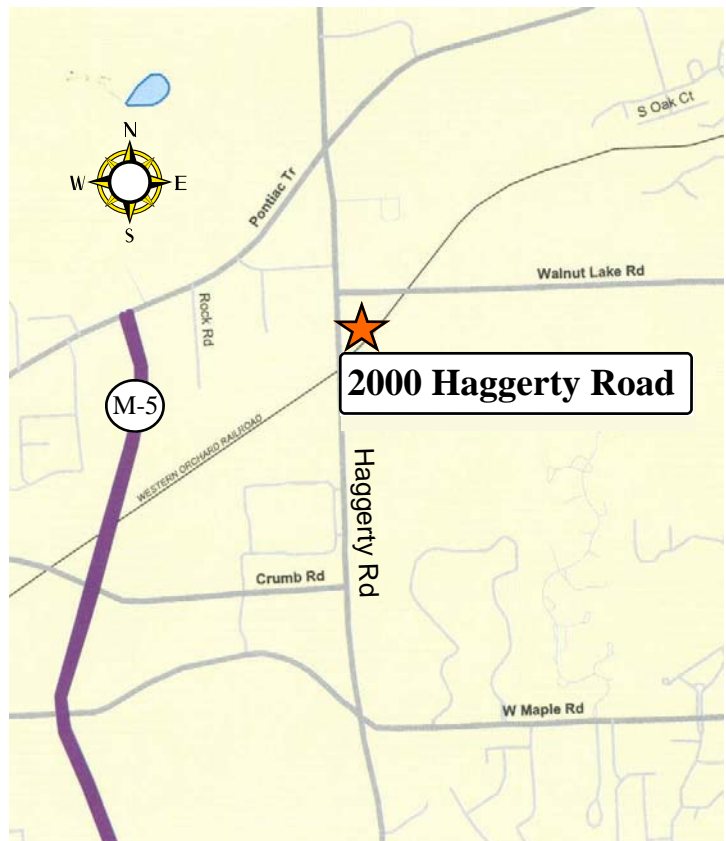 S Oak Ct
N
W
E
S
Pontiac Tr
Walnut Lake Rd
Rock Rd
2000 Haggerty Road
M-5
WESTERN ORCHARD RAILROAD
Haggerty Rd
Crumb Rd
W Maple Rd